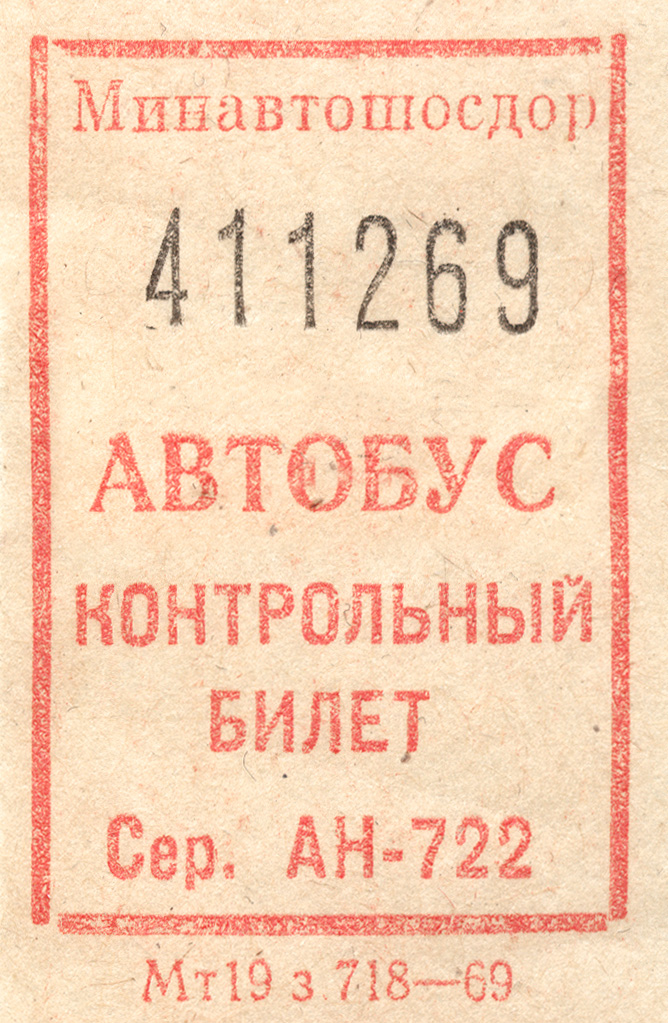 Минавтошосдор
411269
АВТОБУС
КОНТРОЛЬНЫЙ
БИЛЕТ
Сер. АН-722
Мт19 з.718—69